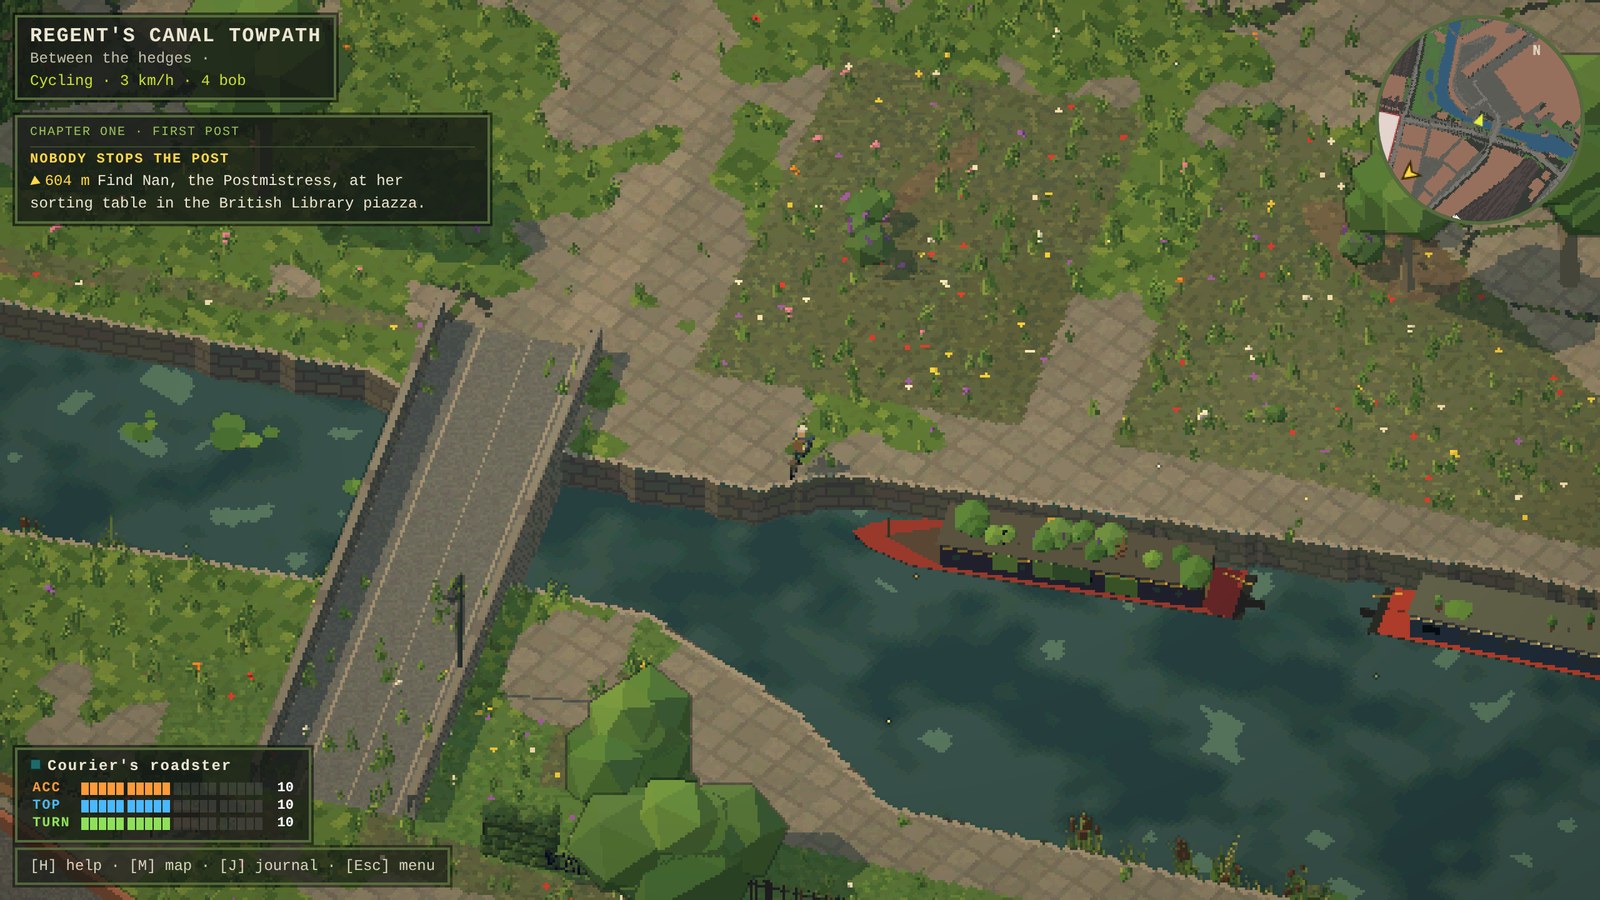 REGENT'S CANAL TOWPATH
Between the hedges ·
Cycling · 3 km/h · 4 bob
CHAPTER ONE · FIRST POST
NOBODY STOPS THE POST
604 m Find Nan, the Postmistress, at her
sorting table in the British Library piazza.
N
Courier's roadster
ACC 10
TOP 10
TURN 10
[H] help · [M] map · [J] journal · [Esc] menu